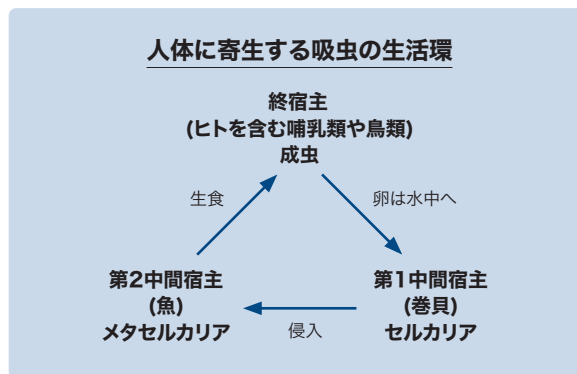 人体に寄生する吸虫の生活環
終宿主
(ヒトを含む哺乳類や鳥類)
成虫
生食
卵は水中へ
第2中間宿主
(魚)
メタセルカリア
侵入
第1中間宿主
(巻貝)
セルカリア